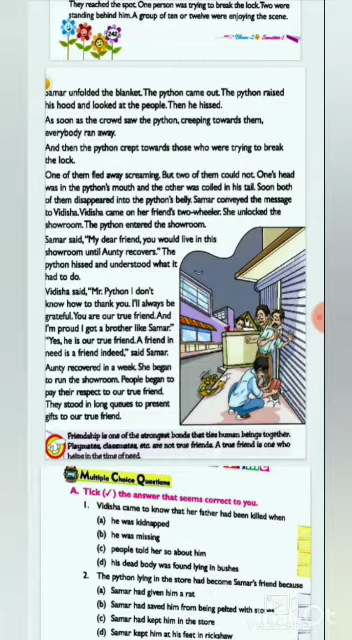 They reached the spot. One person was trying to break the lock. Two were
standing behind him. A group of ten or twelve were enjoying the scene.
242
Samar unfolded the blanket. The python came out. The python raised
his hood and looked at the people. Then he hissed.
As soon as the crowd saw the python, creeping towards them,
everybody ran away.
And then the python crept towards those who were trying to break
the lock.
One of them fled away screaming. But two of them could not. One's head
was in the python's mouth and the other was coiled in his tail. Soon both
of them disappeared into the python's belly. Samar conveyed the message
to Vidisha. Vidisha came on her friend's two-wheeler. She unlocked the
showroom. The python entered the showroom.
Samar said, "My dear friend, you would live in this
showroom until Aunty recovers." The
python hissed and understood what it
had to do.
Vidisha said, "Mr. Python I don't
know how to thank you. I'll always be
grateful. You are our true friend. And
I'm proud I got a brother like Samar."
"Yes, he is our true friend. A friend in
need is a friend indeed," said Samar.
Aunty recovered in a week. She began
to run the showroom. People began to
pay their respect to our true friend.
They stood in long queues to present
gifts to our true friend.
Friendship is one of the strongest bonds that ties human beings together.
Playmates, classmates, etc. are not true friends. A true friend is one who
helps in the time of need.
Multiple Choice Questions
A. Tick (✓) the answer that seems correct to you.
1. Vidisha came to know that her father had been killed when
(a) he was kidnapped
(b) he was missing
(c) people told her so about him
(d) his dead body was found lying in bushes
2. The python lying in the store had become Samar's friend because
(a) Samar had given him a rat
(b) Samar had saved him from being pelted with stones
(c) Samar had kept him in the store
(d) Samar kept him at his feet in rickshaw